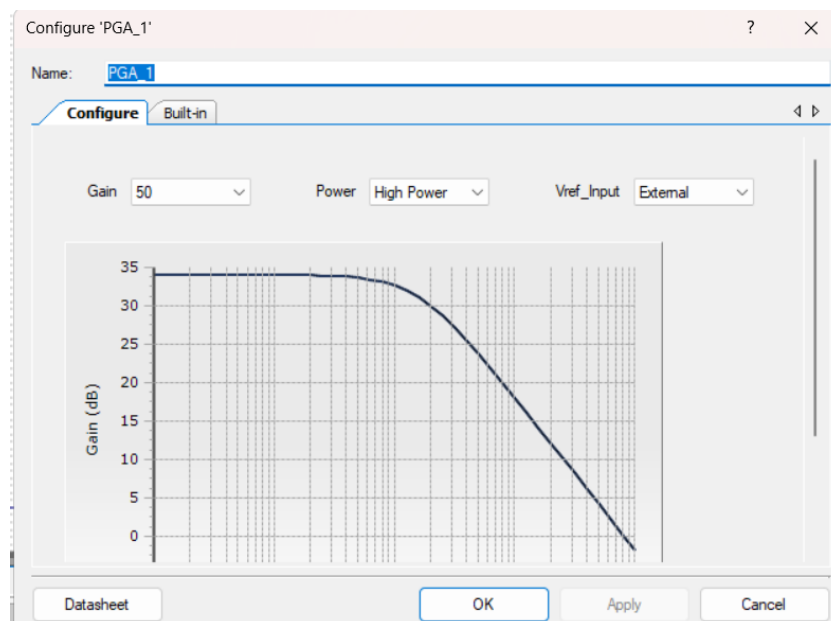 Configure 'PGA_1'
? X
Name: PGA_1
Configure Built-in
Gain 50 Power High Power Vref_Input External
35
30
25
20
15
10
5
0
Gain (dB)
Datasheet OK Apply Cancel